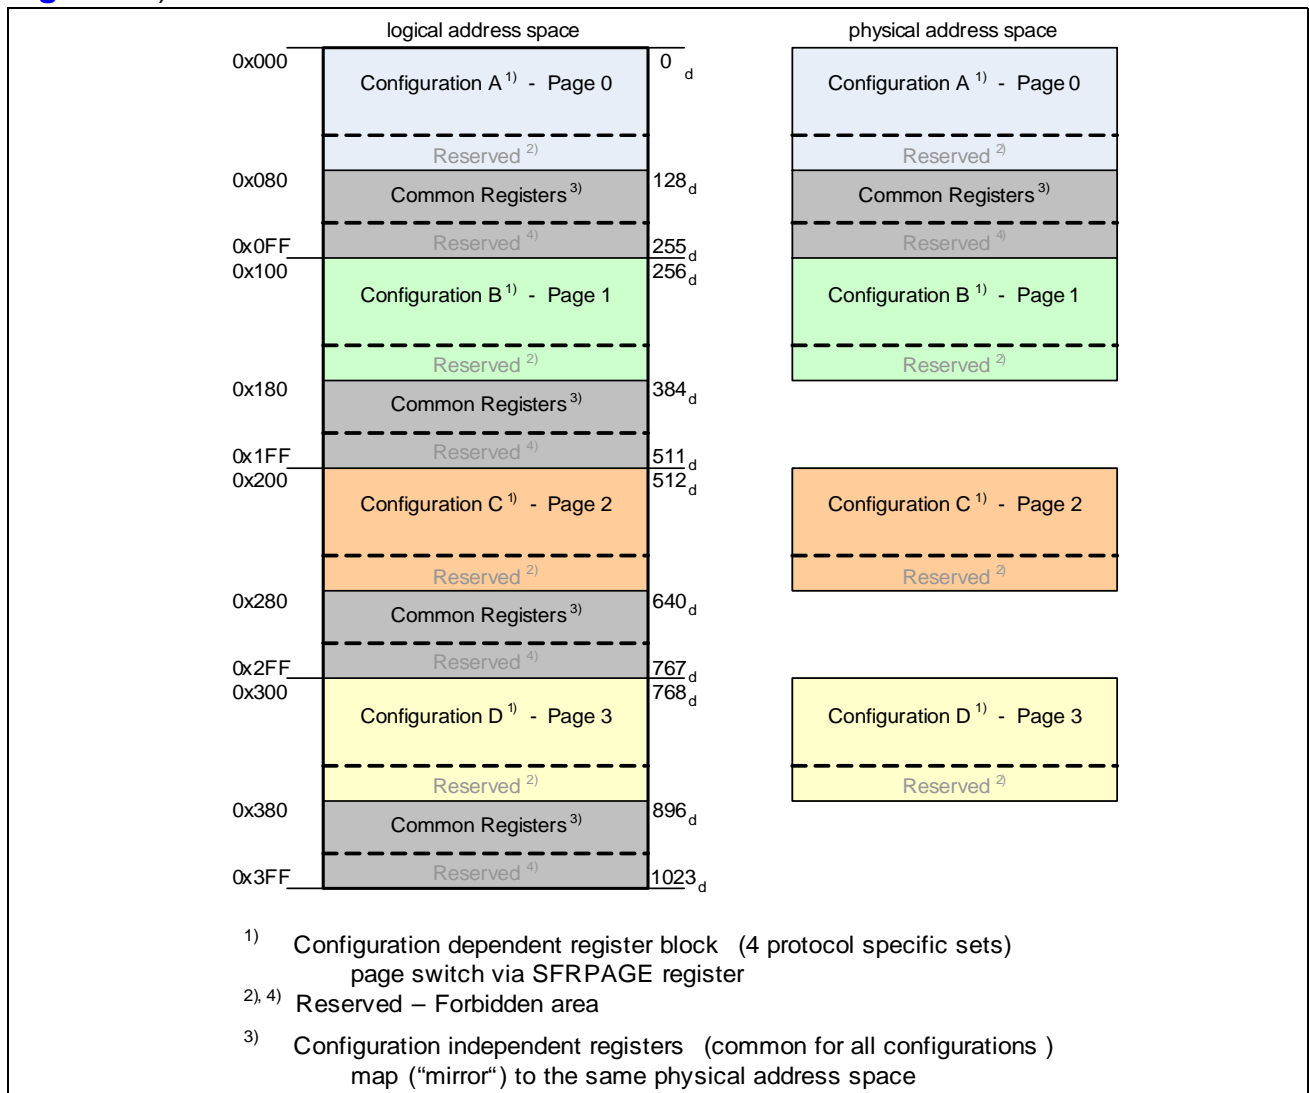 logical address space physical address space
0x000 0 d
Configuration A 1) - Page 0 Configuration A 1) - Page 0
Reserved 2) Reserved 2)
0x080 Common Registers 3) 128 d Common Registers 3)
0x0FF Reserved 4) 255 d Reserved 4)
0x100 256 d
Configuration B 1) - Page 1 Configuration B 1) - Page 1
Reserved 2) Reserved 2)
0x180 Common Registers 3) 384 d
0x1FF Reserved 4) 511 d
0x200 512 d
Configuration C 1) - Page 2 Configuration C 1) - Page 2
Reserved 2) Reserved 2)
0x280 Common Registers 3) 640 d
0x2FF Reserved 4) 767 d
0x300 768 d
Configuration D 1) - Page 3 Configuration D 1) - Page 3
Reserved 2) Reserved 2)
0x380 Common Registers 3) 896 d
0x3FF Reserved 4) 1023 d
1) Configuration dependent register block (4 protocol specific sets)
page switch via SFRPAGE register
2), 4) Reserved – Forbidden area
3) Configuration independent registers (common for all configurations )
map ("mirror“) to the same physical address space